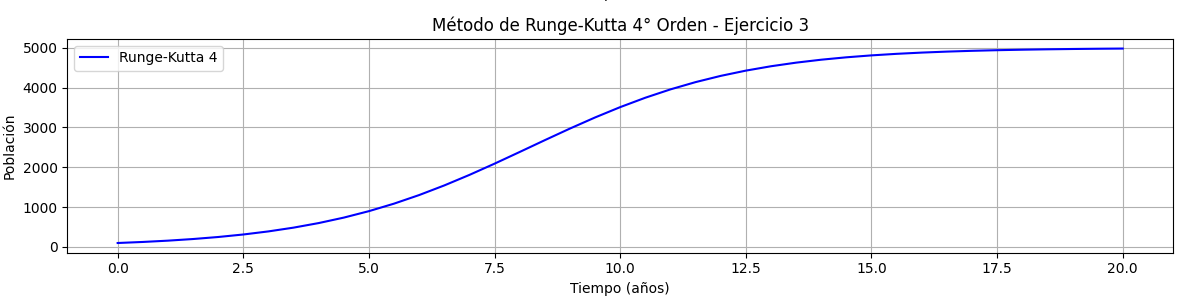 Método de Runge-Kutta 4° Orden - Ejercicio 3
Runge-Kutta 4
5000
4000
3000
2000
1000
0
Población
0.0 2.5 5.0 7.5 10.0 12.5 15.0 17.5 20.0
Tiempo (años)